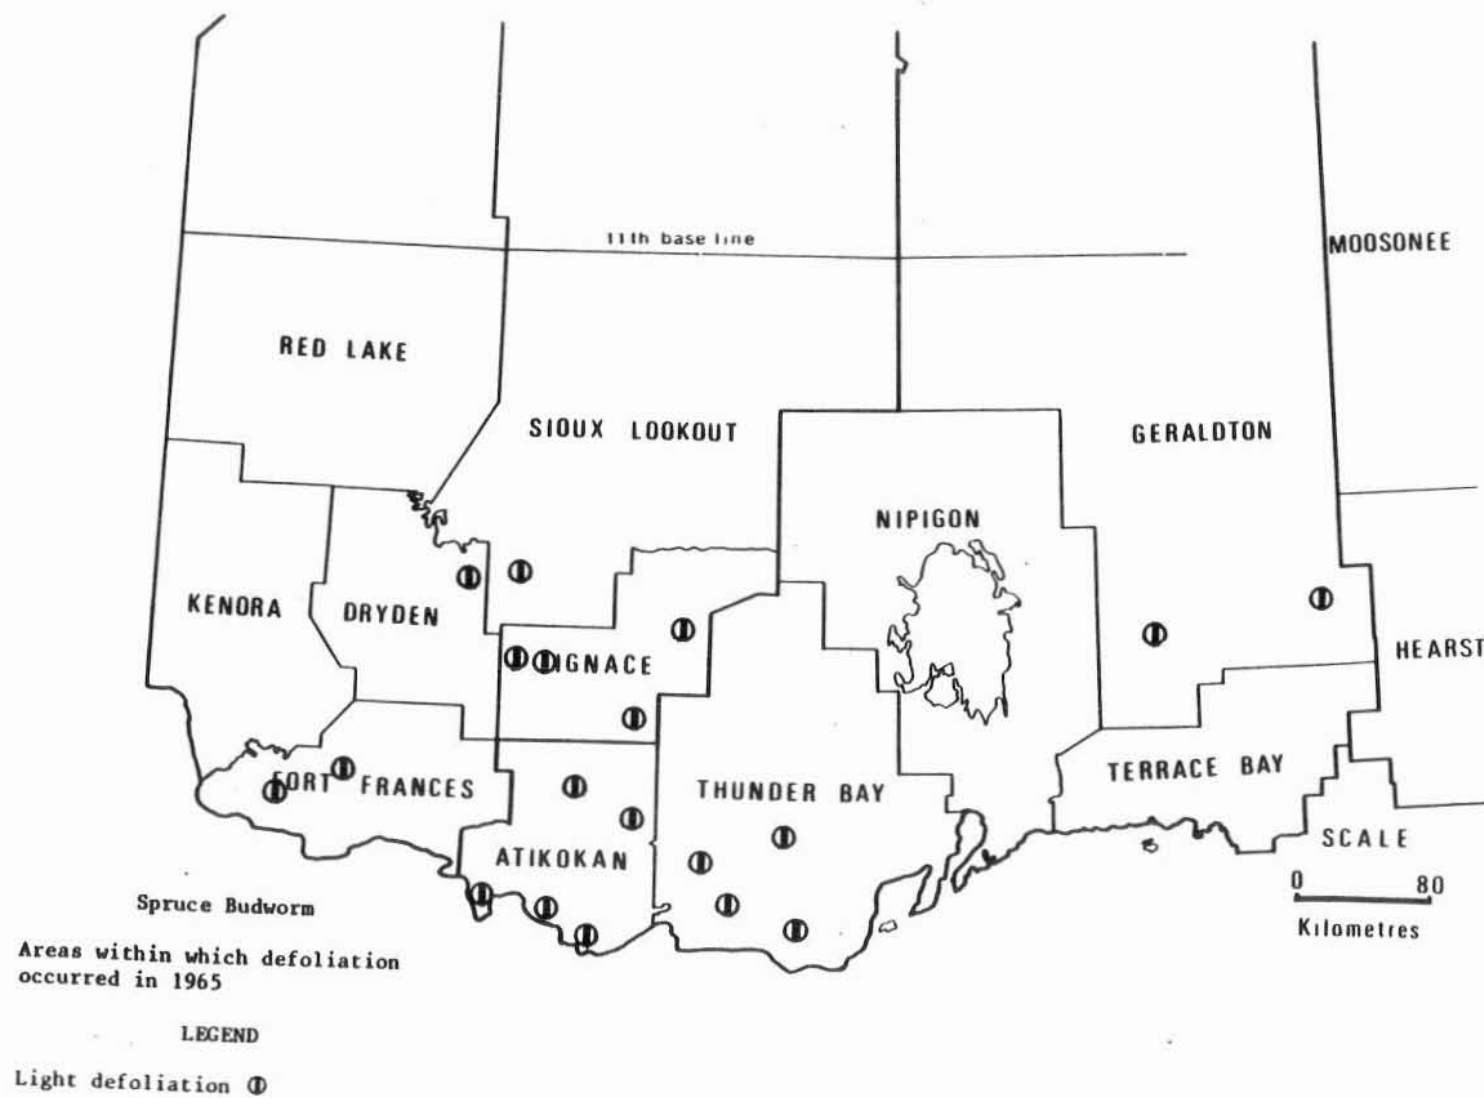 11th base line
MOOSONEE
RED LAKE
SIOUX LOOKOUT
GERALDTON
NIPIGON
KENORA
DRYDEN
IGNACE
HEARST
FORT FRANCES
THUNDER BAY
TERRACE BAY
ATIKOKAN
SCALE
0 80
Kilometres
Spruce Budworm
Areas within which defoliation
occurred in 1965
LEGEND
Light defoliation